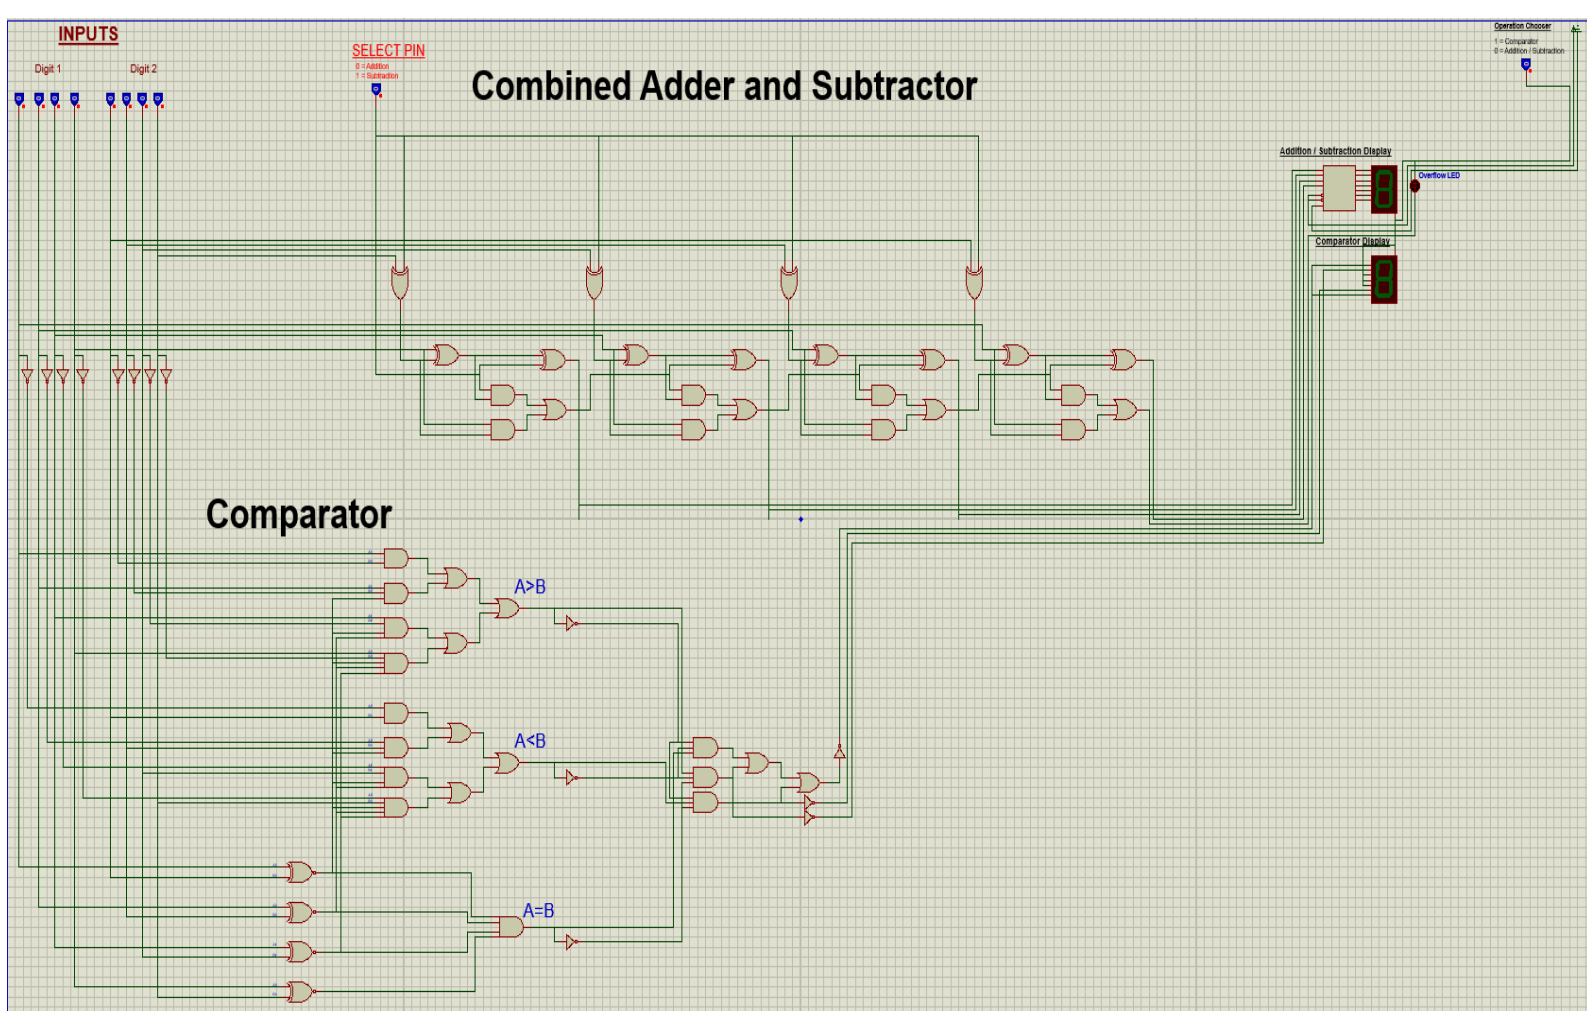 INPUTS
Digit 1
Digit 2
SELECT PIN
0 = Addition
1 = Subtraction
Combined Adder and Subtractor
Operation Chooser
1 = Comparator
0 = Addition / Subtraction
Addition / Subtraction Display
Overflow LED
Comparator Display
Comparator
A>B
A<B
A=B